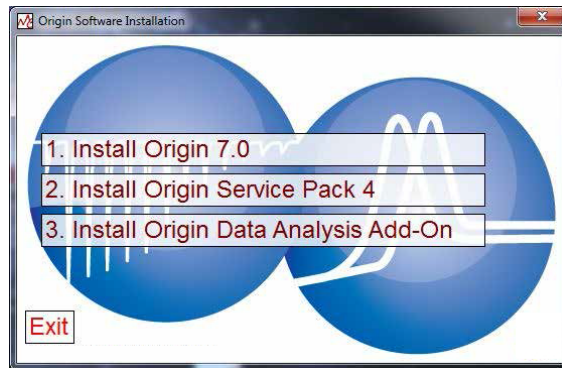 Origin Software Installation
1. Install Origin 7.0
2. Install Origin Service Pack 4
3. Install Origin Data Analysis Add-On
Exit